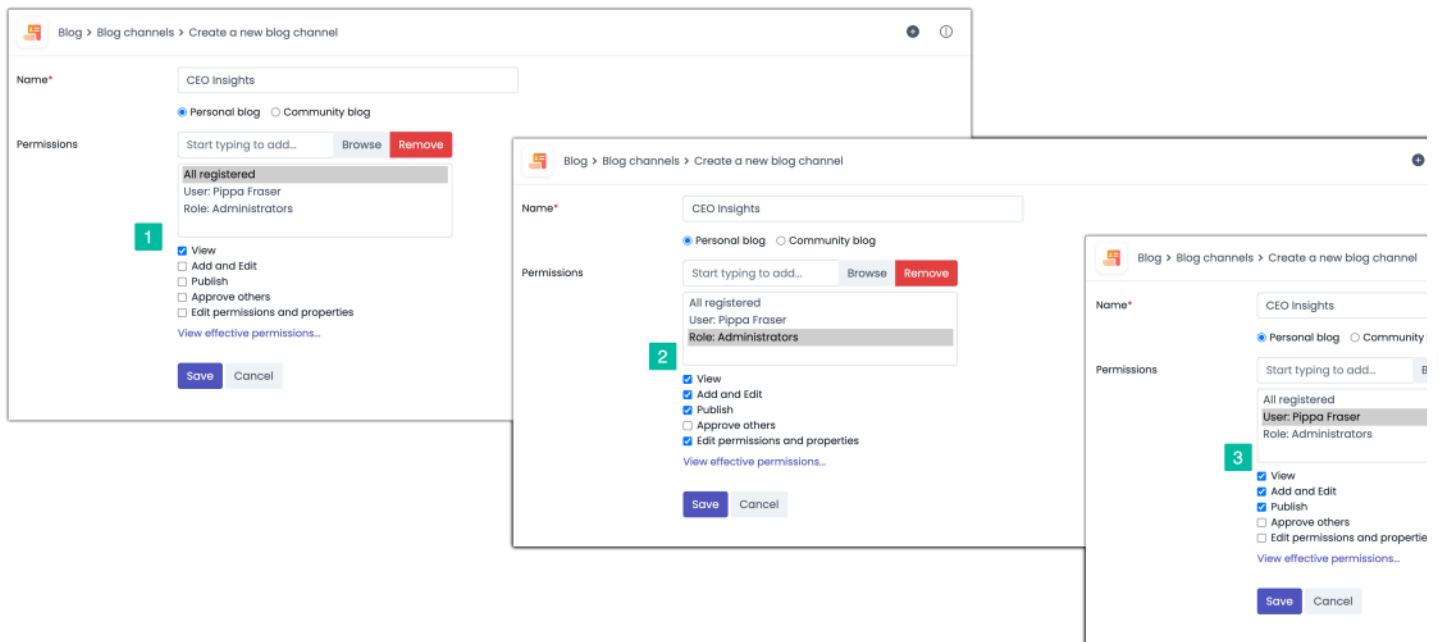 Blog > Blog channels > Create a new blog channel
Name*
CEO Insights
Personal blog Community blog
Permissions
Start typing to add... Browse Remove
All registered
User: Pippa Fraser
Role: Administrators
1
View
Add and Edit
Publish
Approve others
Edit permissions and properties
View effective permissions...
Save Cancel
Blog > Blog channels > Create a new blog channel
Name*
CEO Insights
Personal blog Community blog
Permissions
Start typing to add... Browse Remove
All registered
User: Pippa Fraser
Role: Administrators
2
View
Add and Edit
Publish
Approve others
Edit permissions and properties
View effective permissions...
Save Cancel
Blog > Blog channels > Create a new blog channel
Name*
CEO Insights
Personal blog Community
Permissions
Start typing to add... B
All registered
User: Pippa Fraser
Role: Administrators
3
View
Add and Edit
Publish
Approve others
Edit permissions and propertie
View effective permissions...
Save Cancel